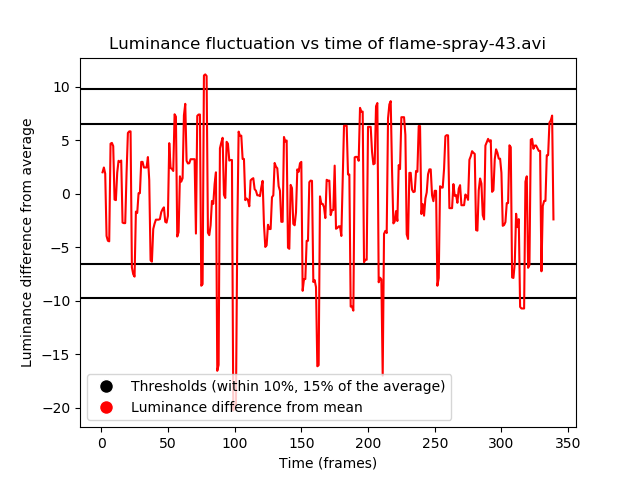 Luminance fluctuation vs time of flame-spray-43.avi
Luminance difference from average
10
5
0
−5
−10
−15
−20
Thresholds (within 10%, 15% of the average)
Luminance difference from mean
0 50 100 150 200 250 300 350
Time (frames)